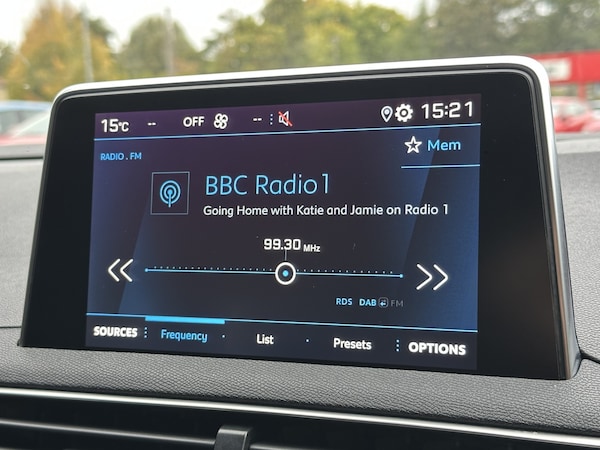 15°C -- OFF -- 15:21
RADIO . FM
Mem
BBC Radio 1
Going Home with Katie and Jamie on Radio 1
99.30 MHz
RDS DAB FM
SOURCES Frequency List Presets OPTIONS